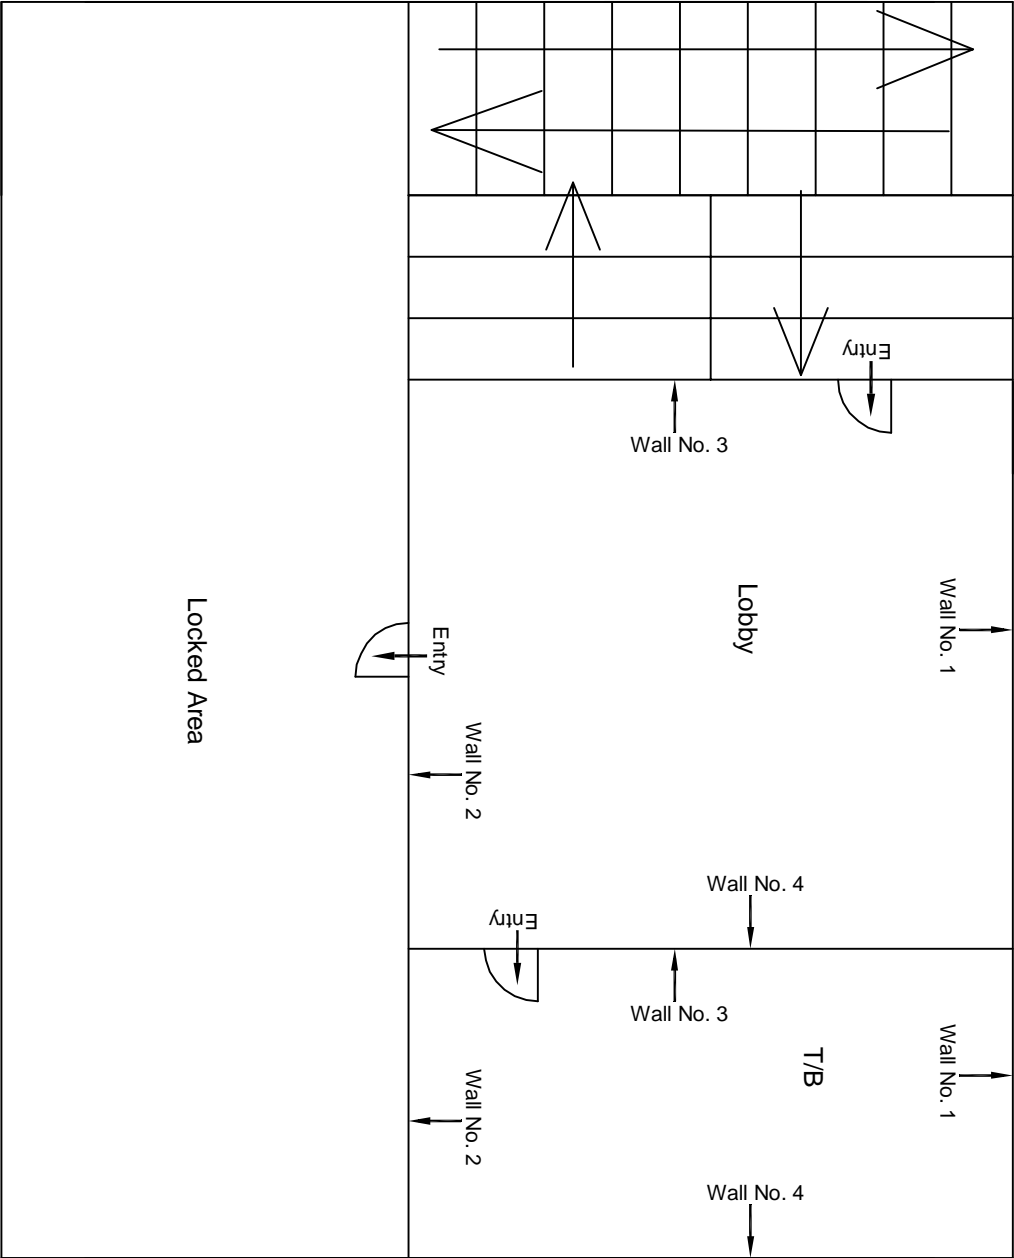 Entry
Wall No. 3
Wall No. 1
Lobby
Locked Area
Entry
Wall No. 2
Wall No. 4
Entry
Wall No. 3
Wall No. 1
T/B
Wall No. 2
Wall No. 4